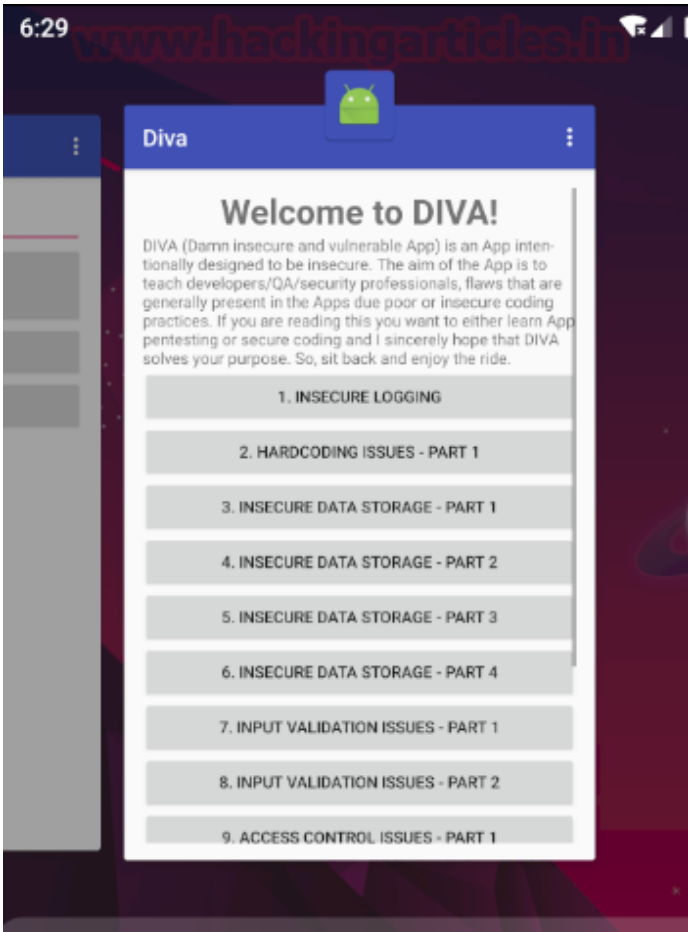 6:29
www.hackingarticles.in
Diva
Welcome to DIVA!
DIVA (Damn insecure and vulnerable App) is an App inten-
tionally designed to be insecure. The aim of the App is to
teach developers/QA/security professionals, flaws that are
generally present in the Apps due poor or insecure coding
practices. If you are reading this you want to either learn App
pentesting or secure coding and I sincerely hope that DIVA
solves your purpose. So, sit back and enjoy the ride.
1. INSECURE LOGGING
2. HARDCODING ISSUES - PART 1
3. INSECURE DATA STORAGE - PART 1
4. INSECURE DATA STORAGE - PART 2
5. INSECURE DATA STORAGE - PART 3
6. INSECURE DATA STORAGE - PART 4
7. INPUT VALIDATION ISSUES - PART 1
8. INPUT VALIDATION ISSUES - PART 2
9. ACCESS CONTROL ISSUES - PART 1